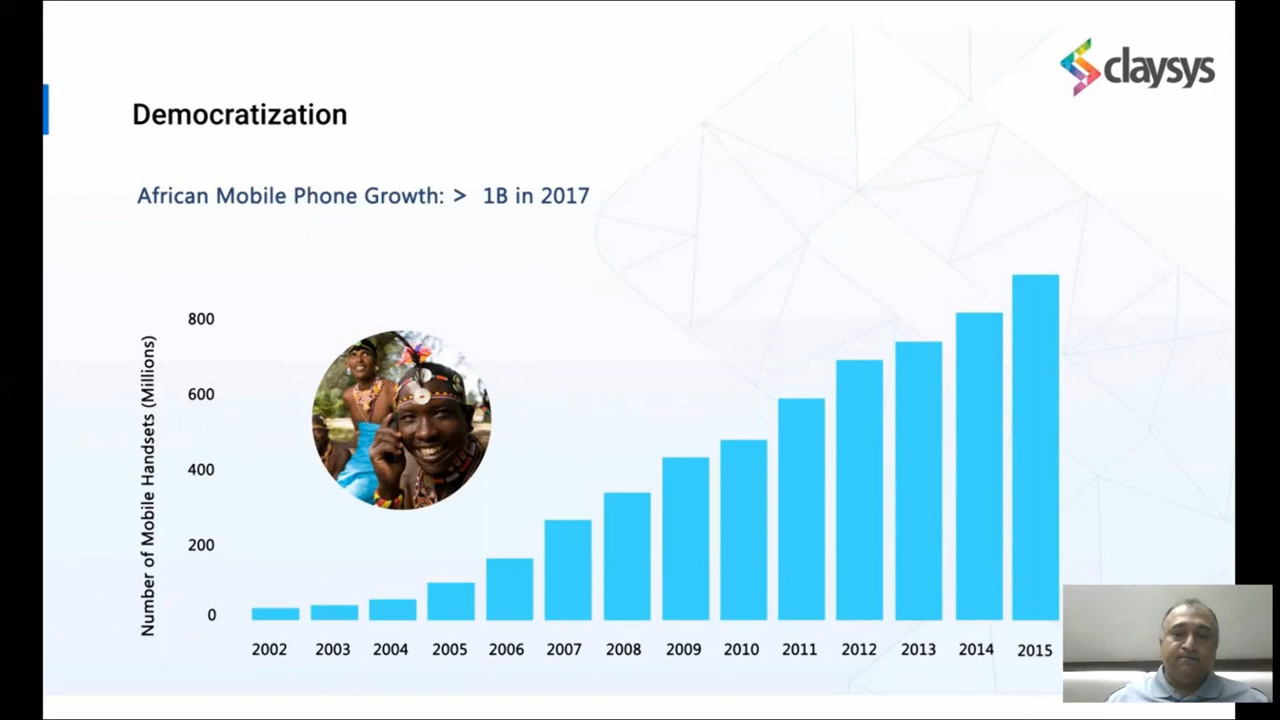 claysys
Democratization
African Mobile Phone Growth: > 1B in 2017
Number of Mobile Handsets (Millions)
800
600
400
200
0
2002 2003 2004 2005 2006 2007 2008 2009 2010 2011 2012 2013 2014 2015